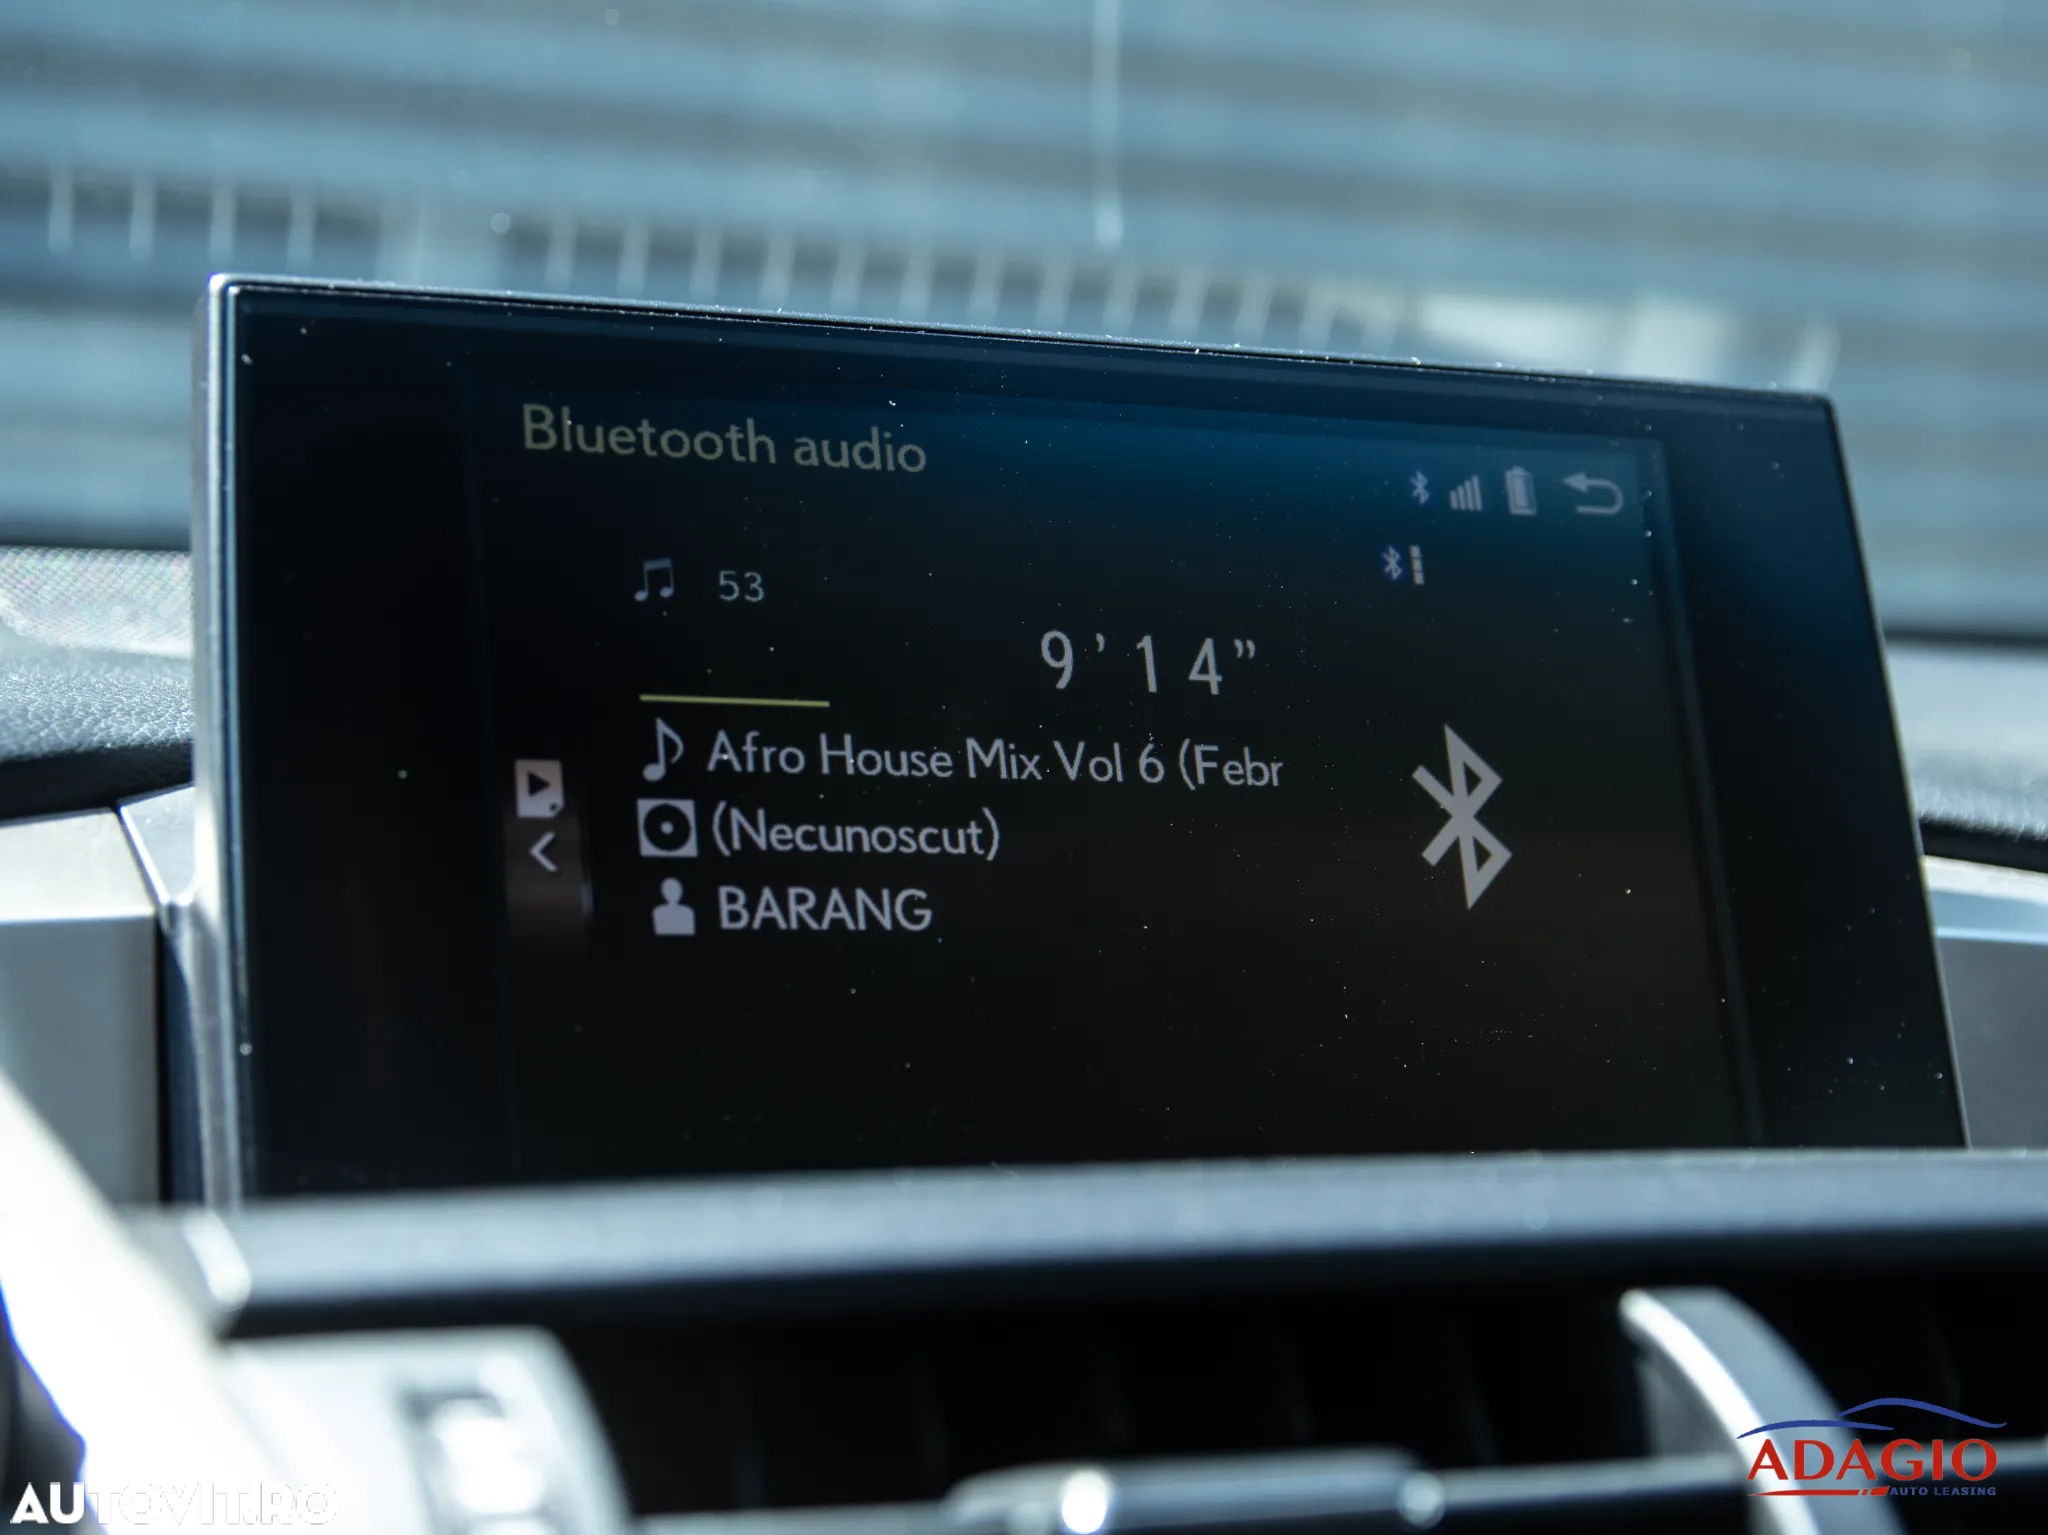 Bluetooth audio
53
9’14”
Afro House Mix Vol 6 (Febr
(Necunoscut)
BARANG
ADAGIO
AUTO LEASING
AUTOVIT.RO